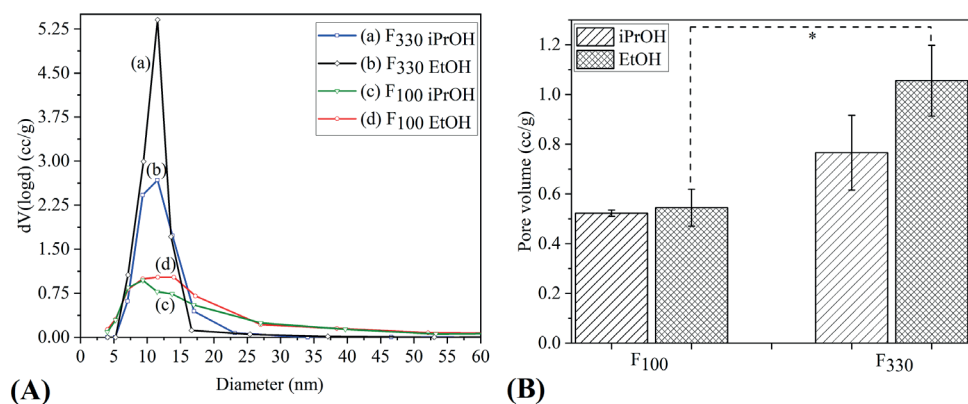 5.25
4.50
3.75
3.00
2.25
1.50
0.75
0.00
dV(logd) (cc/g)
(a)
(b)
(d)
(c)
(a) F330 iPrOH
(b) F330 EtOH
(c) F100 iPrOH
(d) F100 EtOH
0 5 10 15 20 25 30 35 40 45 50 55 60
Diameter (nm)
(A)
1.2
1.0
0.8
0.6
0.4
0.2
0.0
Pore volume (cc/g)
iPrOH
EtOH
*
F100 F330
(B)